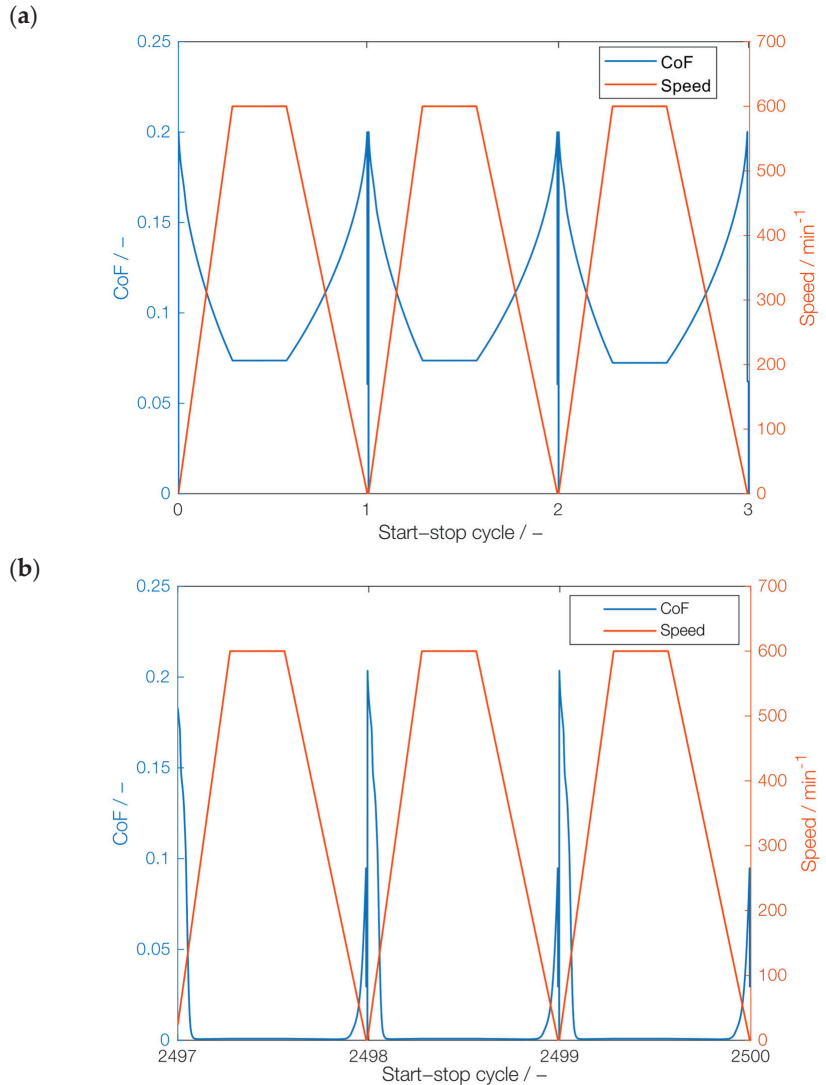 (a)
0.25
0.2
0.15
0.1
0.05
0
CoF / –
700
600
500
400
300
200
100
0
Speed / min-1
CoF
Speed
0 1 2 3
Start–stop cycle / –
(b)
0.25
0.2
0.15
0.1
0.05
0
CoF / –
700
600
500
400
300
200
100
0
Speed / min-1
CoF
Speed
2497 2498 2499 2500
Start–stop cycle / –